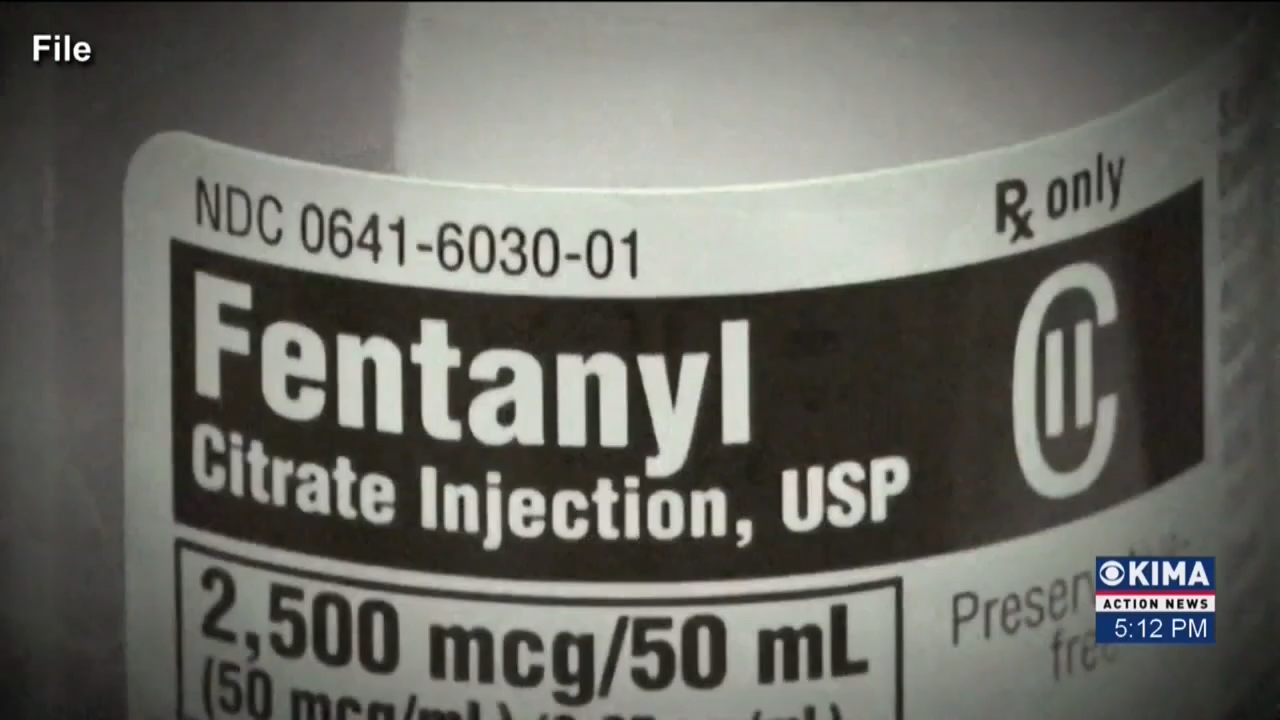 File
NDC 0641-6030-01
Rx only
Fentanyl
CII
Citrate Injection, USP
2,500 mcg/50 mL
KIMA
ACTION NEWS
5:12 PM